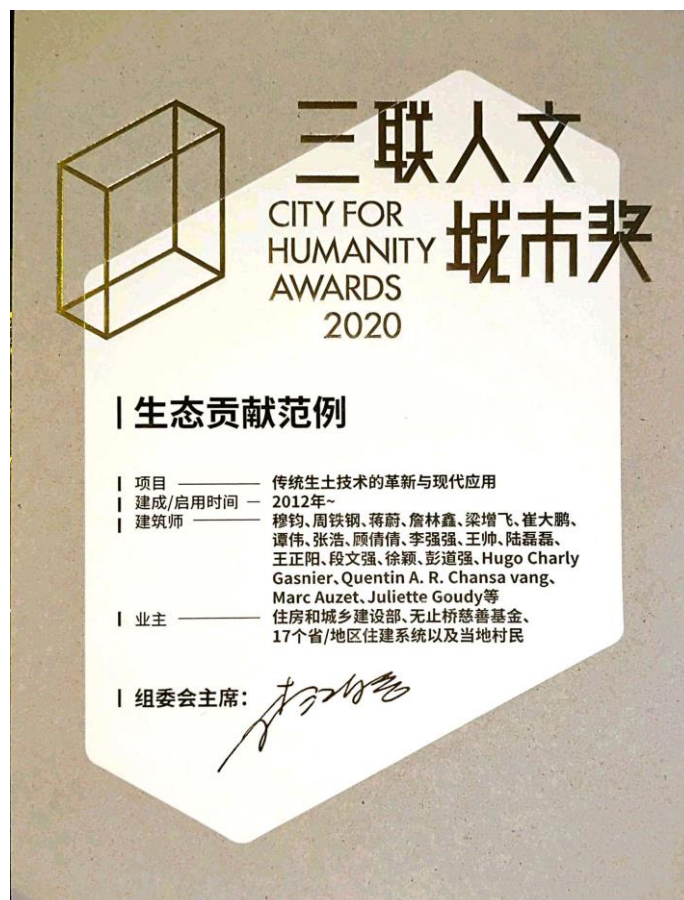 三联人文
CITY FOR
HUMANITY
AWARDS
2020
城市奖
生态贡献范例
项目 传统生土技术的革新与现代应用
建成/启用时间 2012年~
建筑师 穆钧、周铁钢、蒋蔚、詹林鑫、梁增飞、崔大鹏、
谭伟、张浩、顾倩倩、李强强、王帅、陆磊磊、
王正阳、段文强、徐颖、彭道强、Hugo Charly
Gasnier、Quentin A. R. Chansa vang、
Marc Auzet、Juliette Goudy等
业主 住房和城乡建设部、无止桥慈善基金、
17个省/地区住建系统以及当地村民
组委会主席：